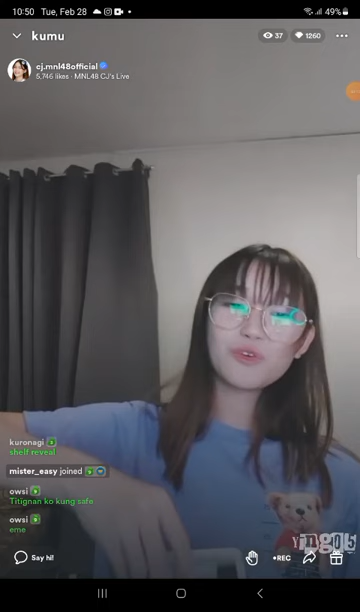 10:50 Tue, Feb 28
49%
kumu
37
1260
cj.mnl48official
5,746 likes · MNL48 CJ's Live
kuronagi
shelf reveal
mister_easy joined
owsi
Titignan ko kung safe
owsi
eme
Say hi!
•REC